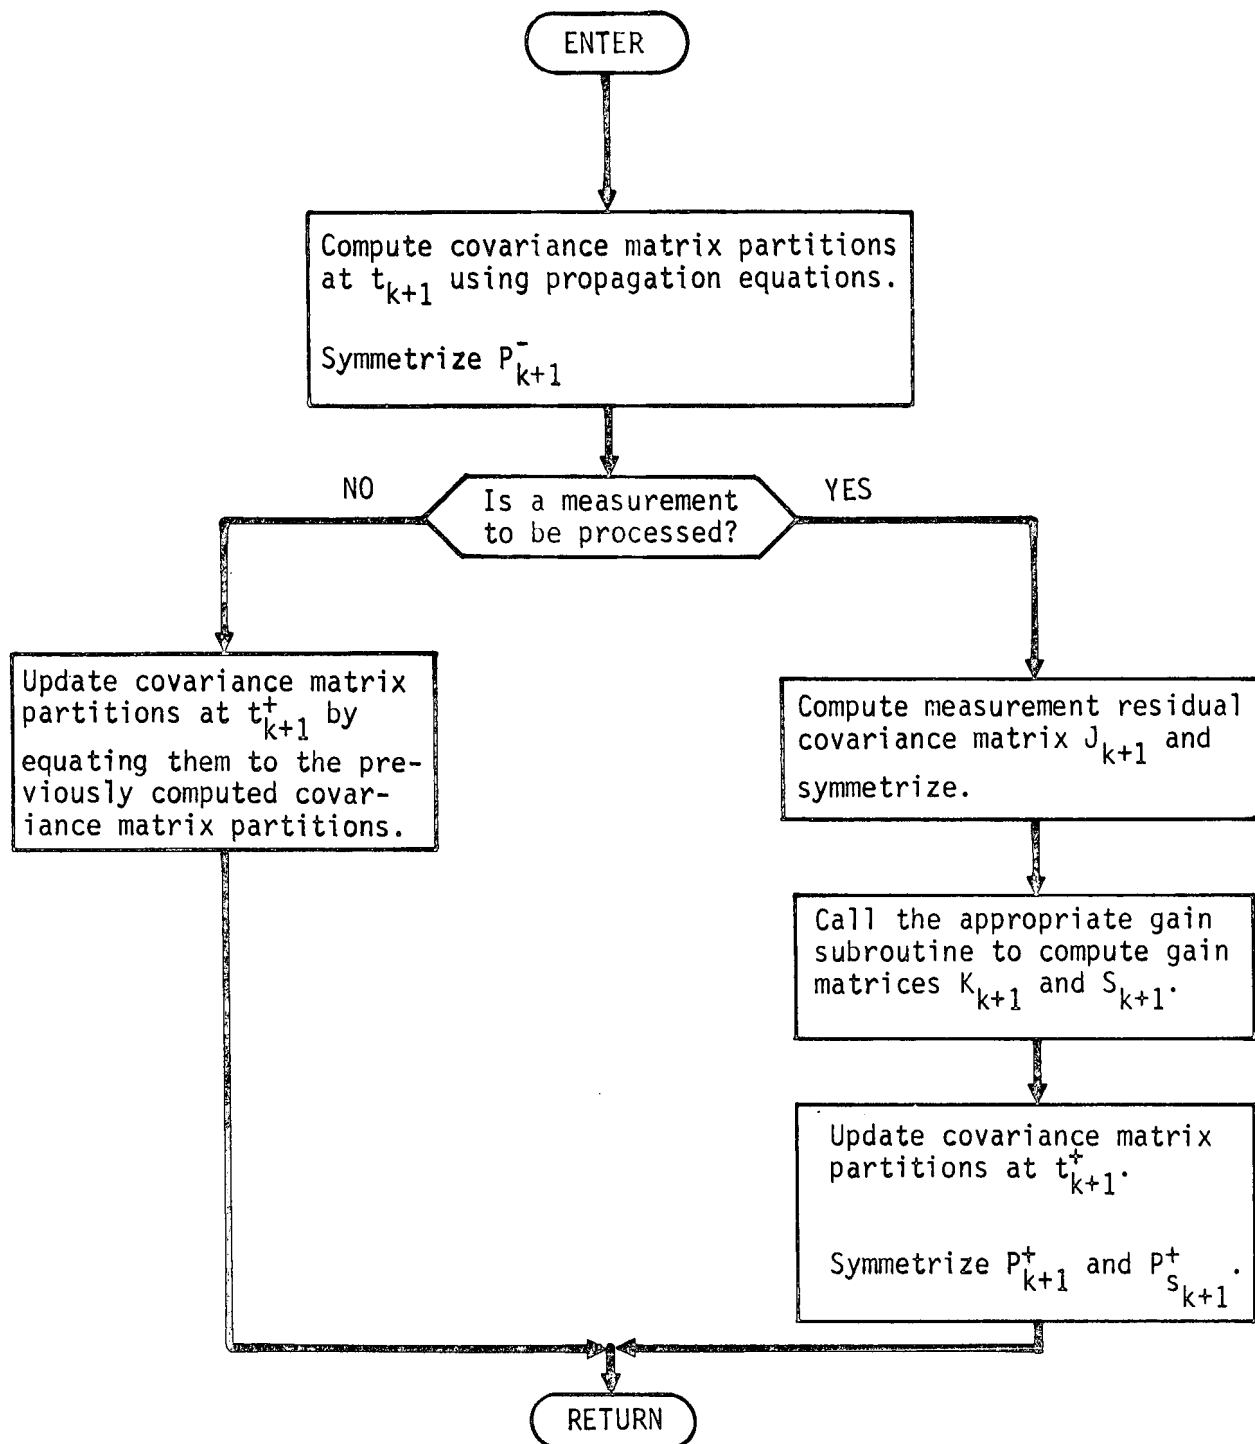 ENTER
Compute covariance matrix partitions
at t_{k+1} using propagation equations.
Symmetrize P^-_{k+1}
NO
Is a measurement
to be processed?
YES
Update covariance matrix
partitions at t^+_{k+1} by
equating them to the pre-
viously computed covar-
iance matrix partitions.
Compute measurement residual
covariance matrix J_{k+1} and
symmetrize.
Call the appropriate gain
subroutine to compute gain
matrices K_{k+1} and S_{k+1}.
Update covariance matrix
partitions at t^+_{k+1}.
Symmetrize P^+_{k+1} and P^+_{s_{k+1}}.
RETURN